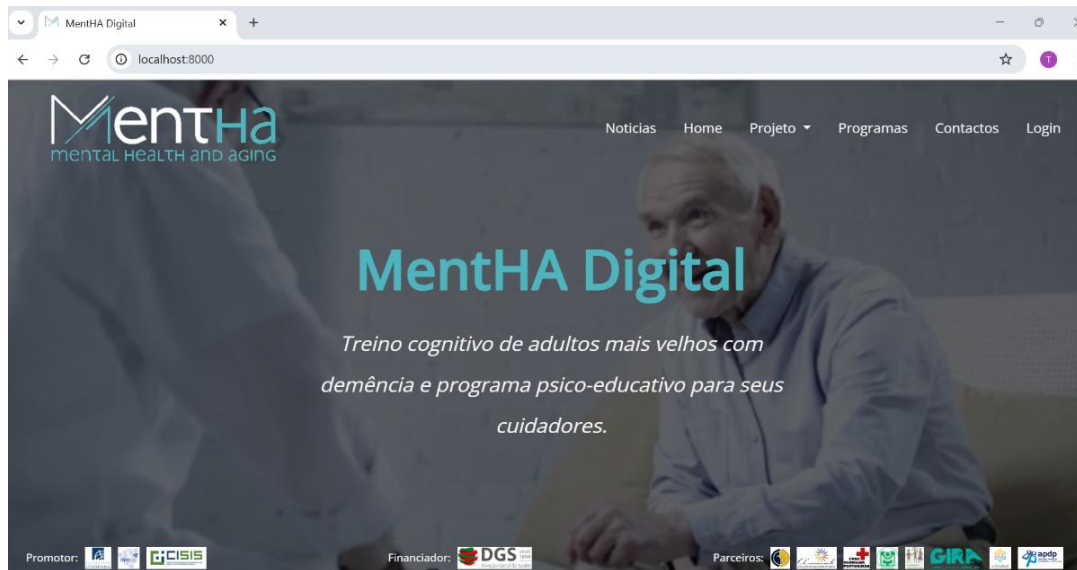 MentHA Digital
localhost:8000
T
MentHa
mental Health and aging
Noticias Home Projeto Programas Contactos Login
MentHA Digital
Treino cognitivo de adultos mais velhos com
demência e programa psico-educativo para seus
cuidadores.
Promotor: CISIS Financiador: DGS Parceiros: GIRA apdp